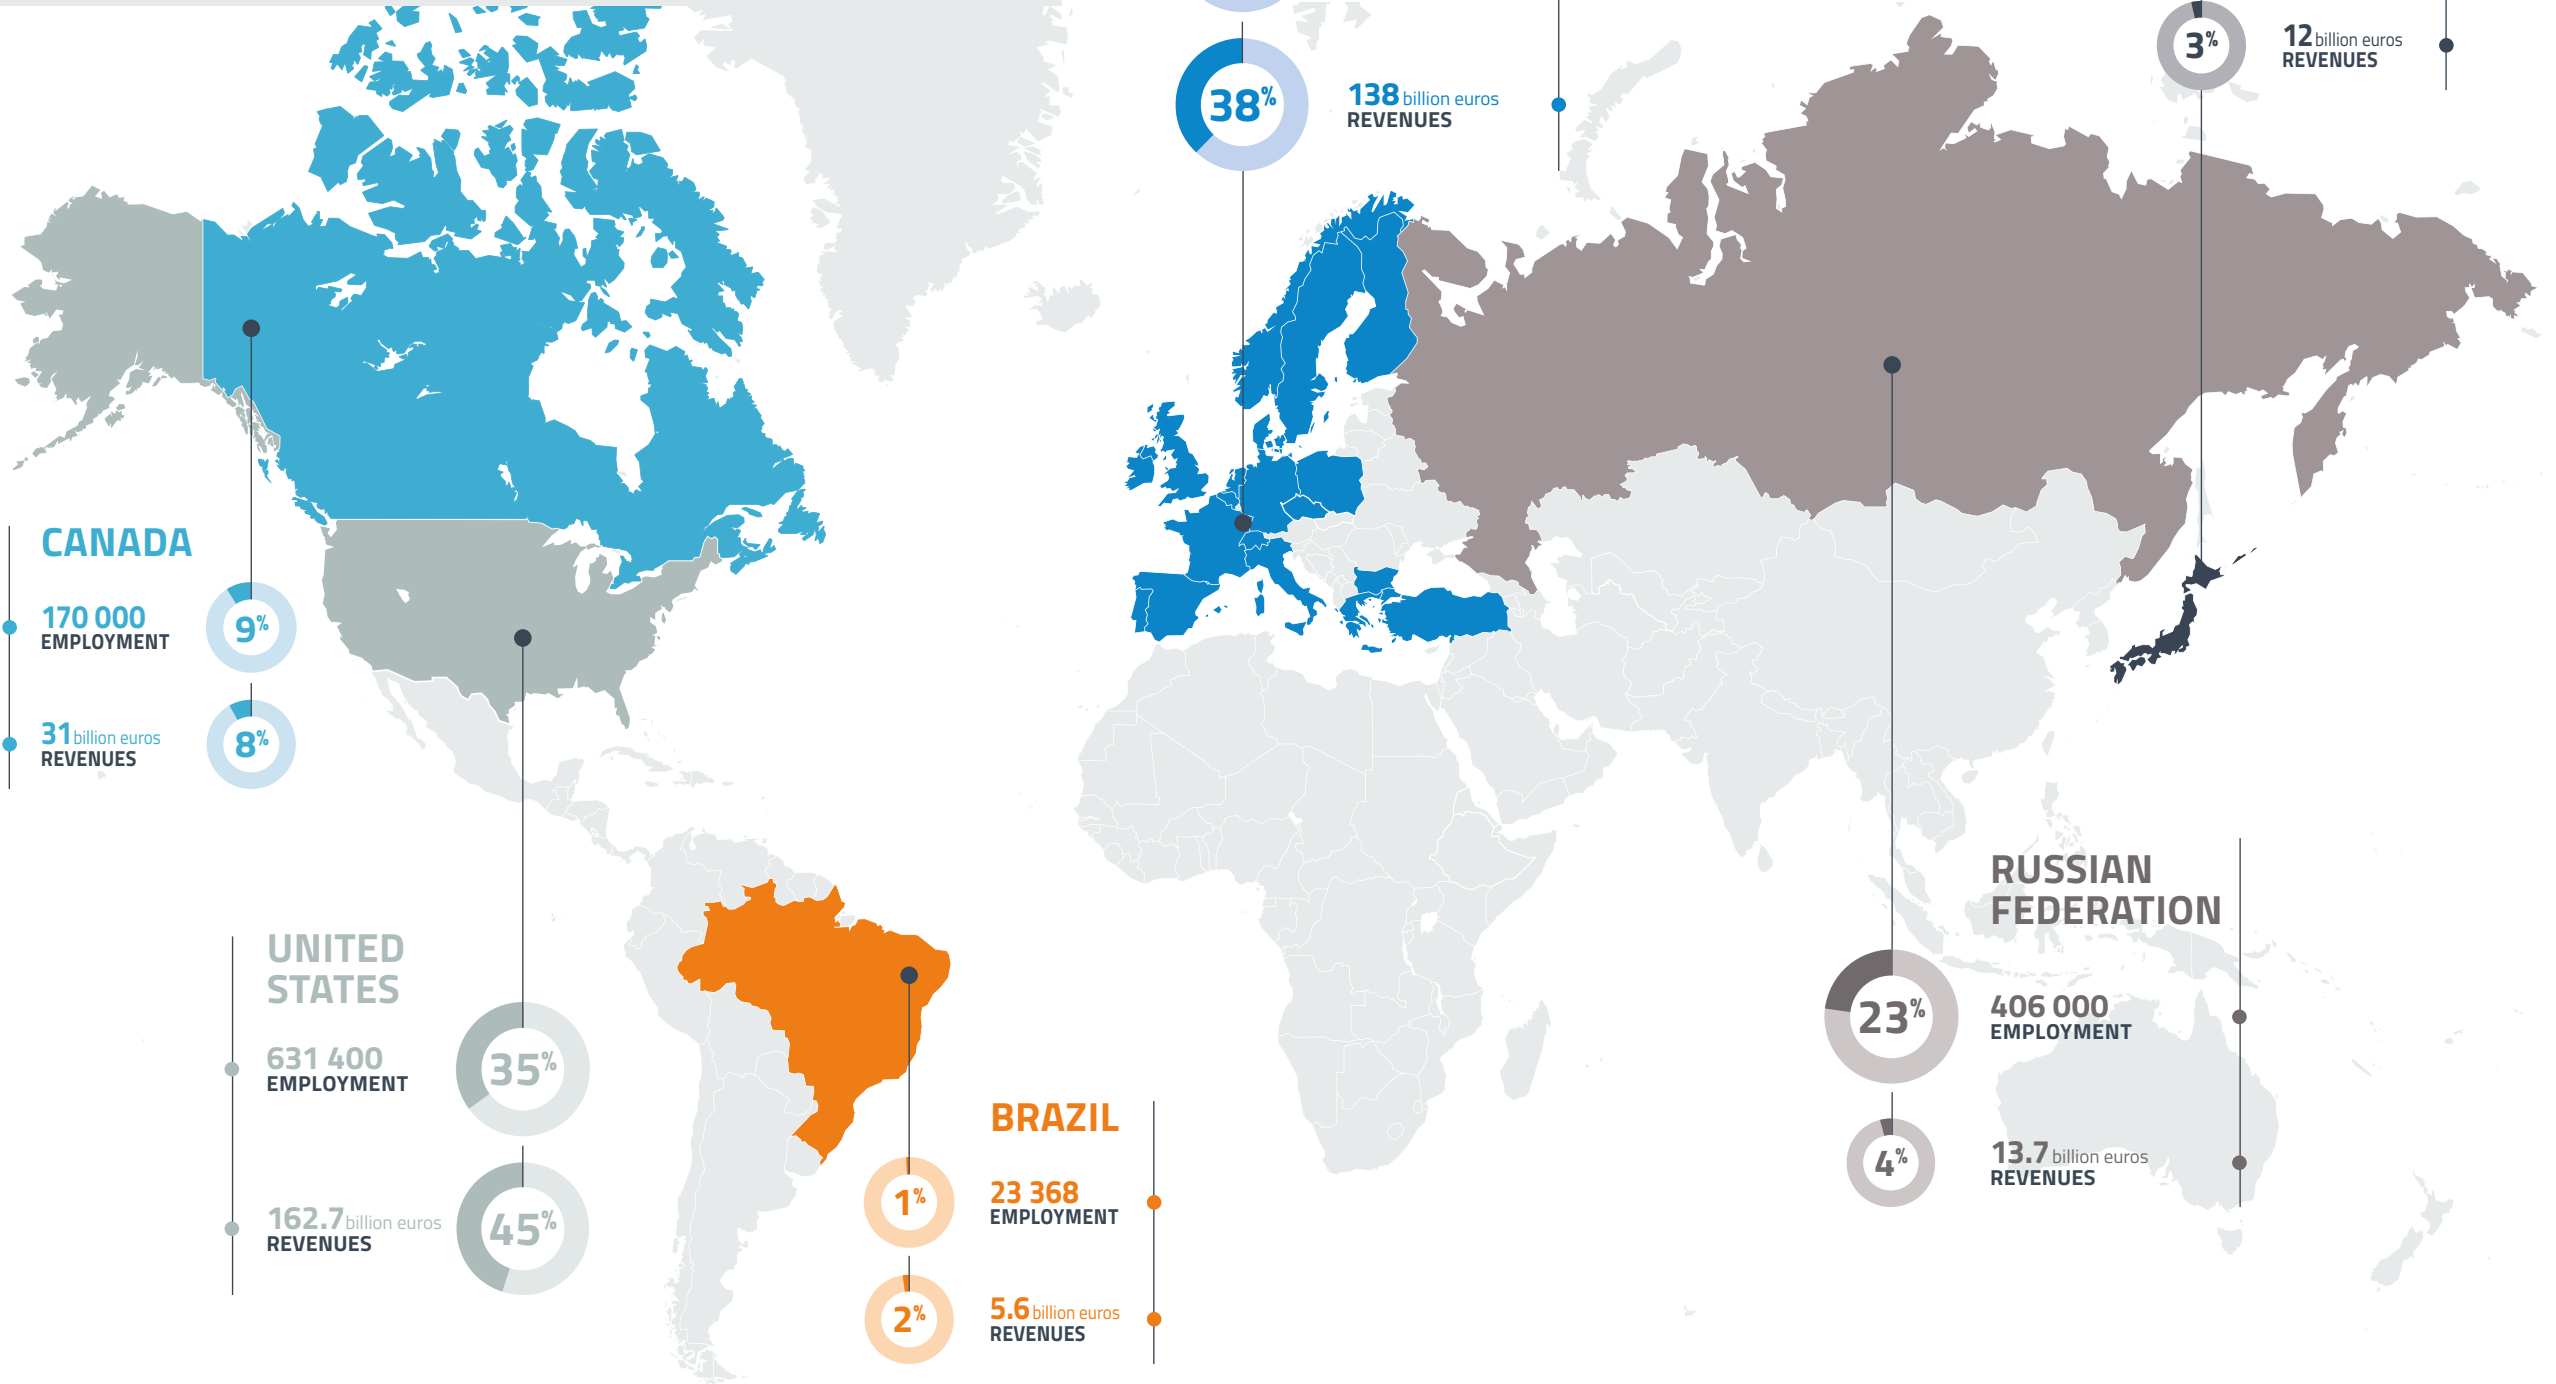 38%
138 billion euros
REVENUES
3%
12 billion euros
REVENUES
CANADA
170 000
EMPLOYMENT
9%
31 billion euros
REVENUES
8%
UNITED
STATES
631 400
EMPLOYMENT
35%
162.7 billion euros
REVENUES
45%
BRAZIL
1%
23 368
EMPLOYMENT
2%
5.6 billion euros
REVENUES
RUSSIAN
FEDERATION
23%
406 000
EMPLOYMENT
4%
13.7 billion euros
REVENUES